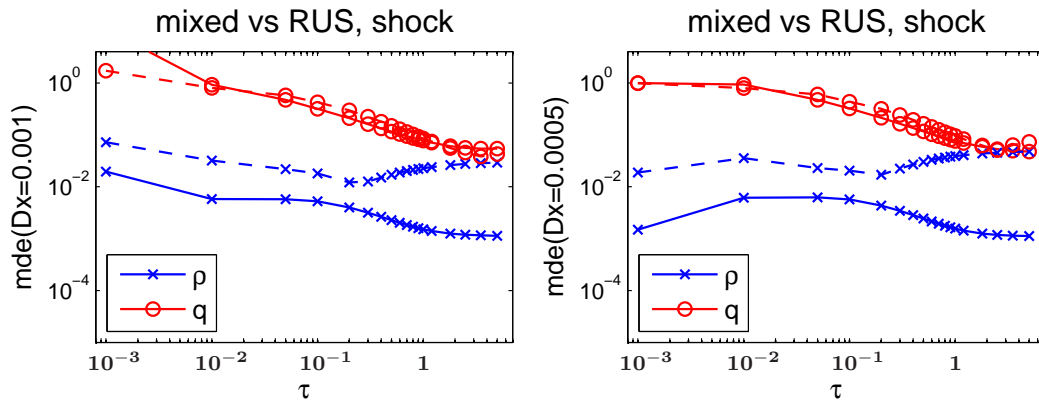 mixed vs RUS, shock
mde(Dx=0.001)
10^0
10^−2
10^−4
ρ
q
10^−3 10^−2 10^−1 1
τ
mixed vs RUS, shock
mde(Dx=0.0005)
10^0
10^−2
10^−4
ρ
q
10^−3 10^−2 10^−1 1
τ